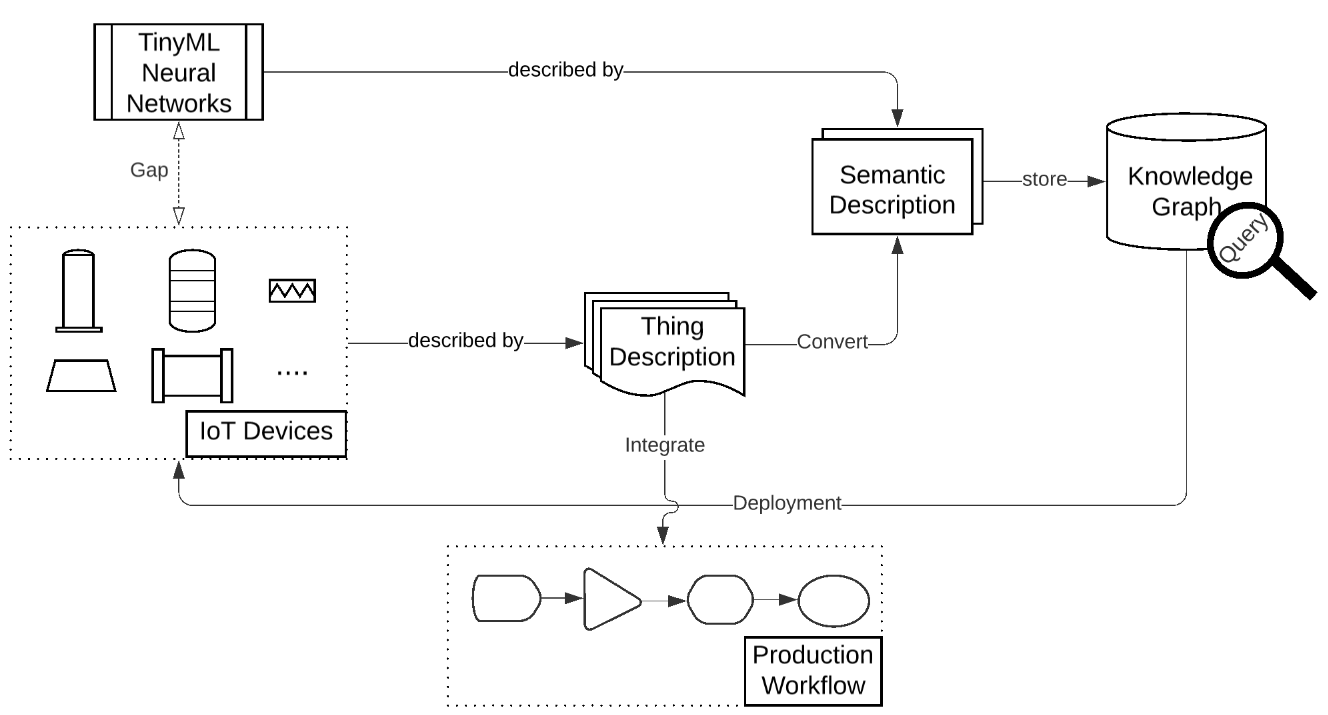 TinyML
Neural
Networks
described by
Gap
Semantic
Description
store
Knowledge
Graph
Query
described by
Thing
Description
Convert
....
IoT Devices
Integrate
Deployment
Production
Workflow